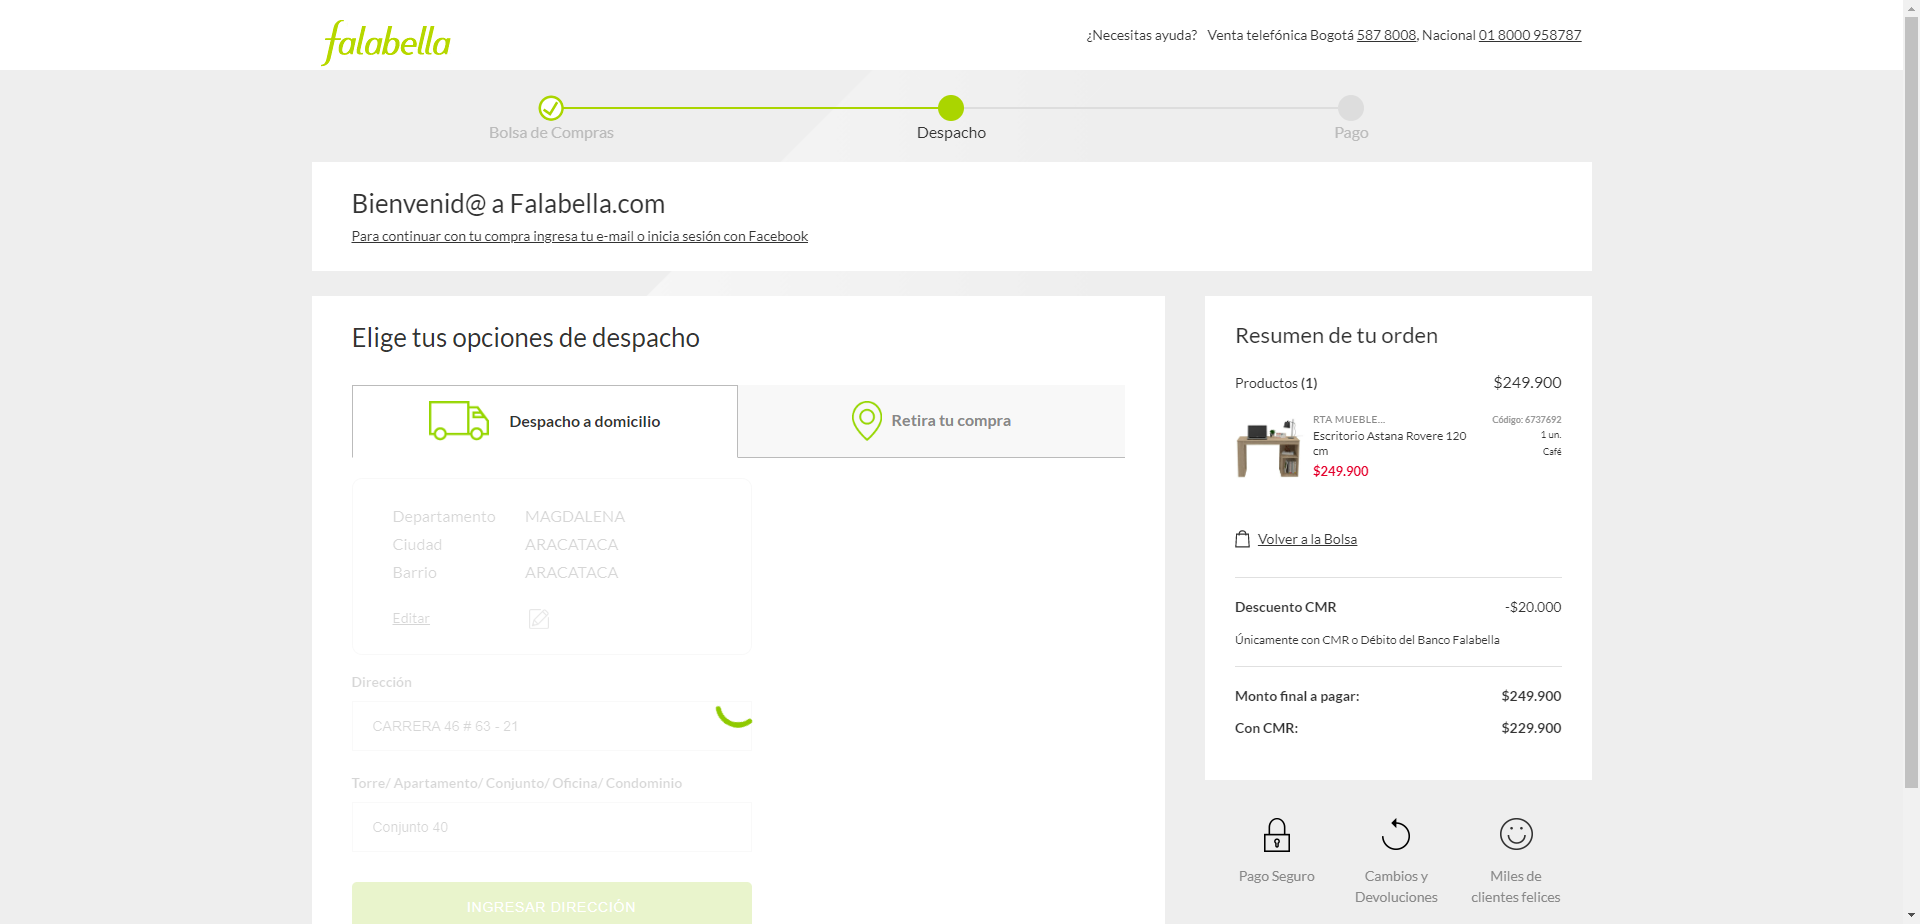 falabella
¿Necesitas ayuda? Venta telefónica Bogotá 587 8008, Nacional 01 8000 958787
Bolsa de Compras
Despacho
Pago
Bienvenid@ a Falabella.com
Para continuar con tu compra ingresa tu e-mail o inicia sesión con Facebook
Elige tus opciones de despacho
Despacho a domicilio
Retira tu compra
Departamento MAGDALENA
Ciudad ARACATACA
Barrio ARACATACA
Editar
Dirección
CARRERA 46 # 63 - 21
Torre/ Apartamento/ Conjunto/ Oficina/ Condominio
Conjunto 40
INGRESAR DIRECCIÓN
Resumen de tu orden
Productos (1) $249.900
RTA MUEBLE... Código: 6737692
Escritorio Astana Rovere 120 1 un.
cm Café
$249.900
Volver a la Bolsa
Descuento CMR -$20.000
Únicamente con CMR o Débito del Banco Falabella
Monto final a pagar: $249.900
Con CMR: $229.900
Pago Seguro
Cambios y
Devoluciones
Miles de
clientes felices